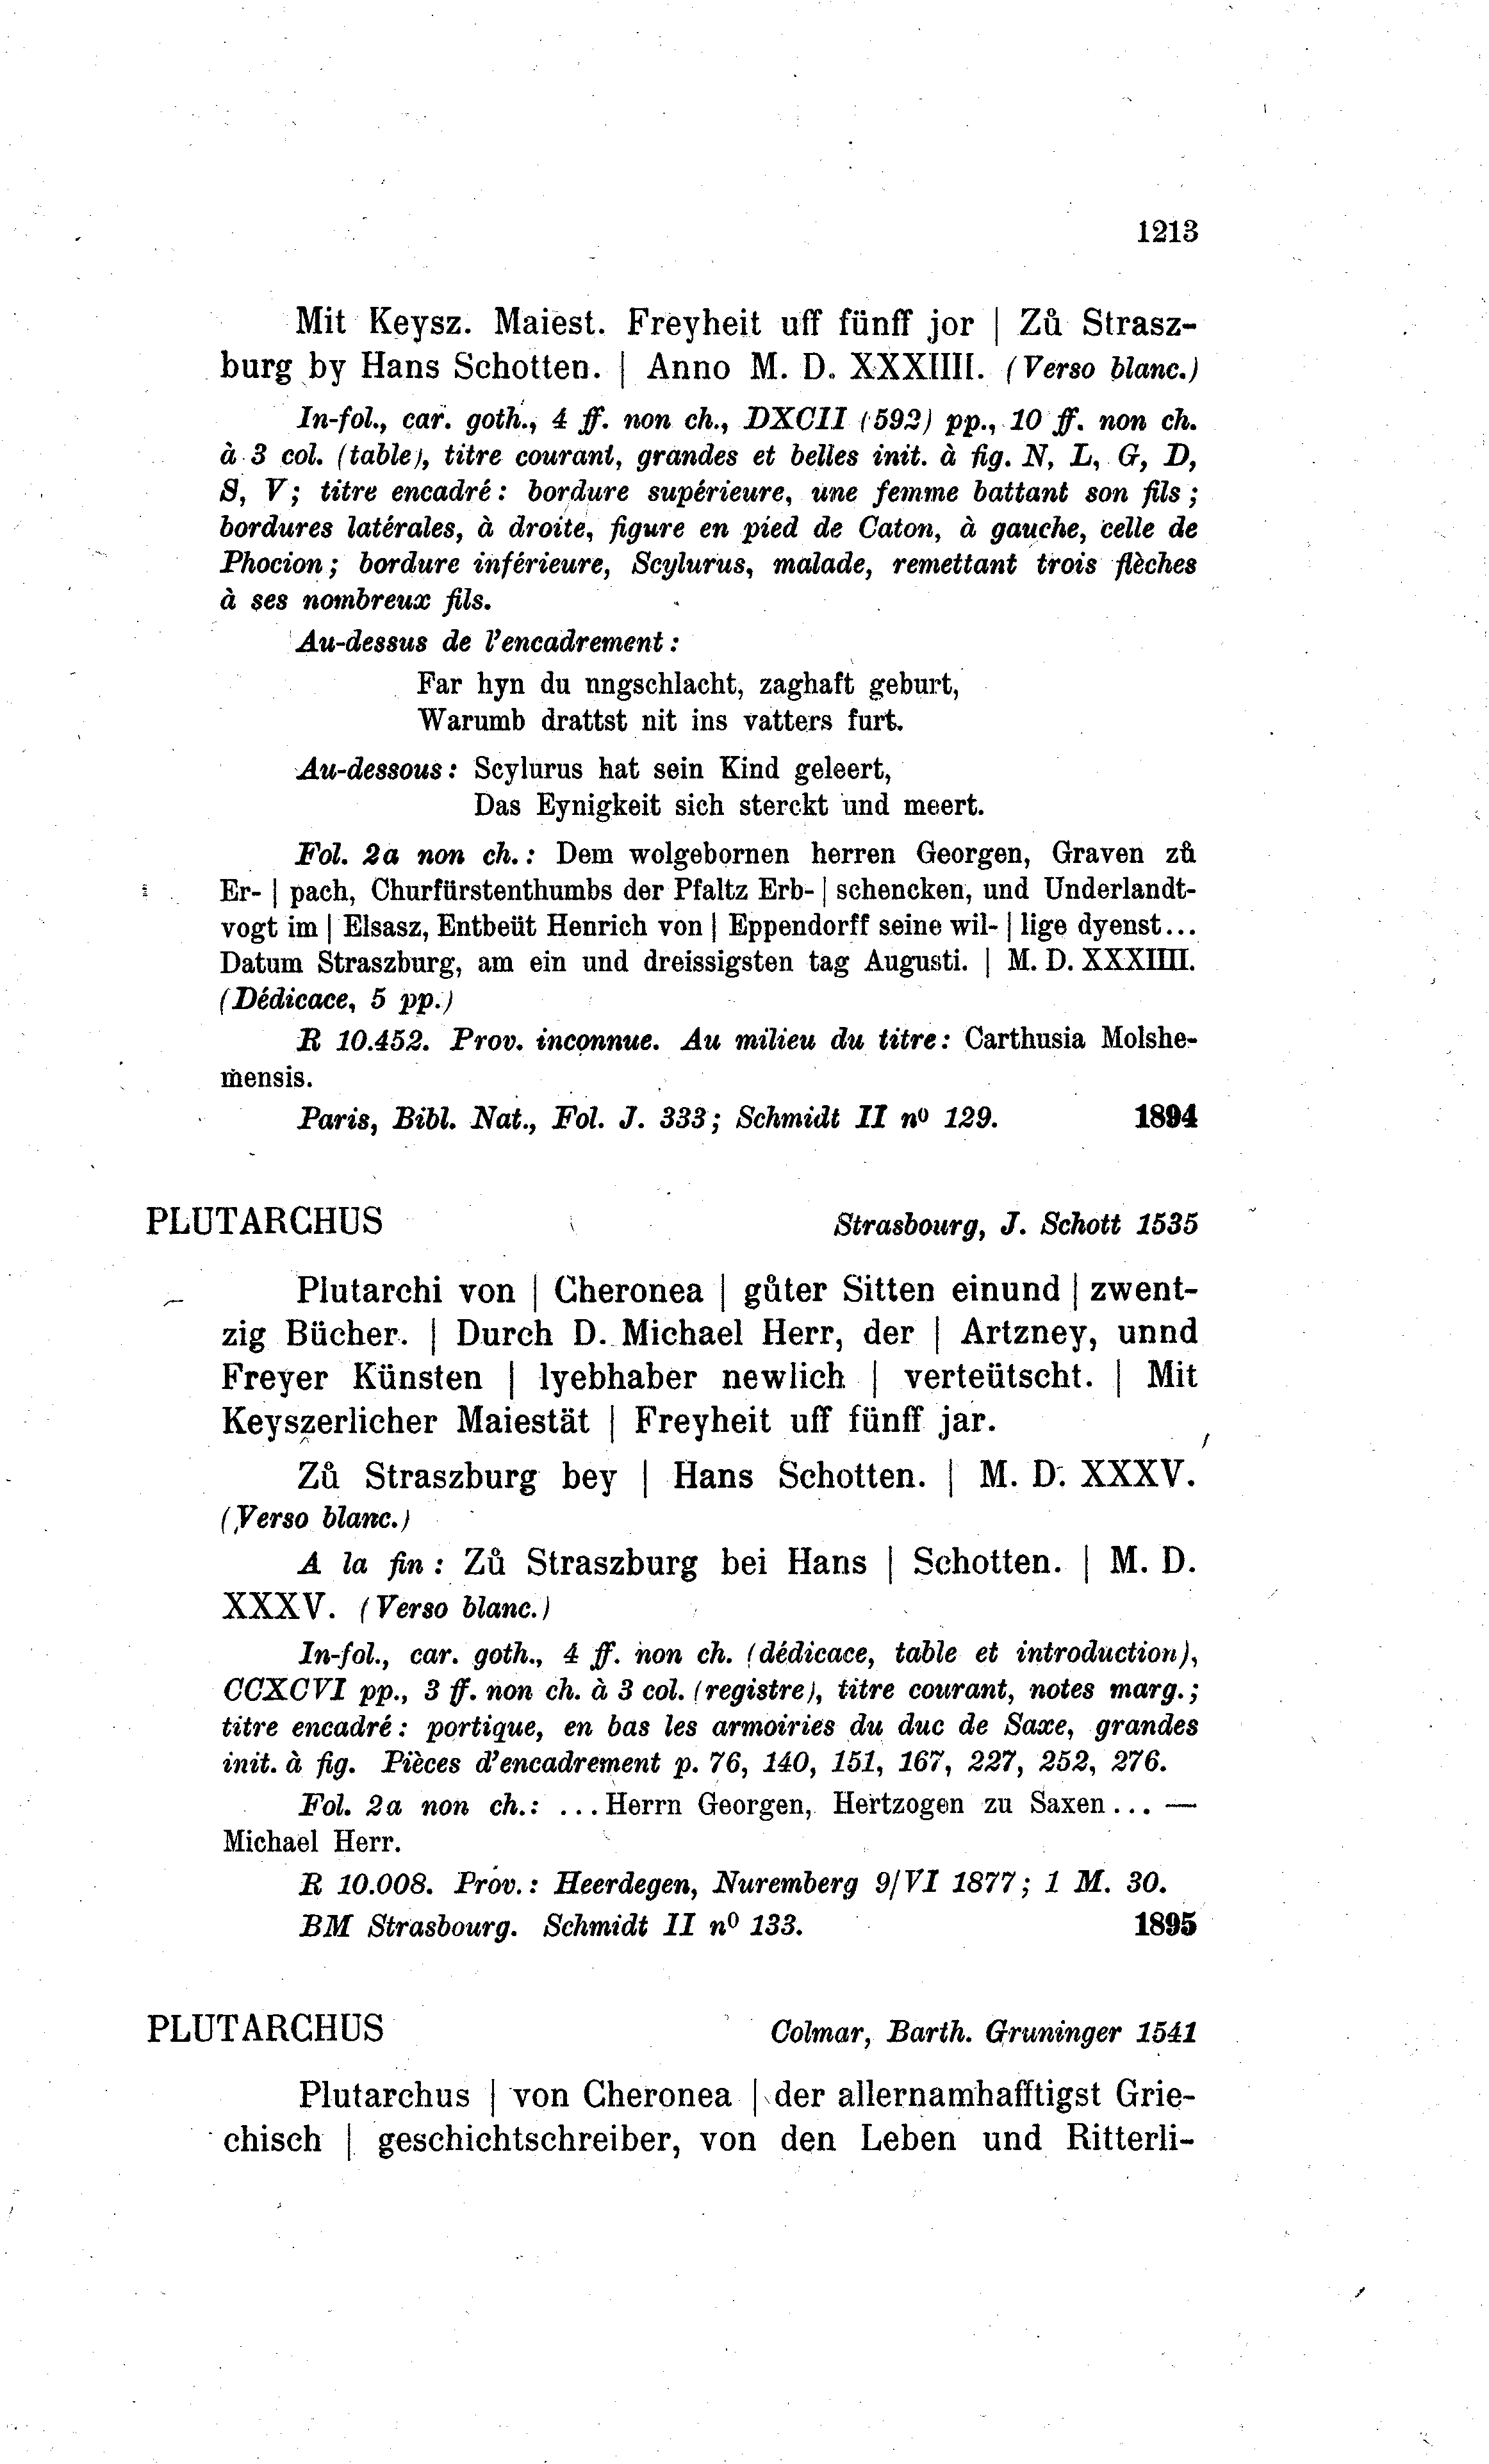 1213
Mit Keysz. Maiest. Freyheit uff fünff jor | Zů Strasz-
burg by Hans Schotten. | Anno M. D. XXXIIII. (Verso blanc.)
In-fol., car. goth., 4 ff. non ch., DXCII (592) pp., 10 ff. non ch.
à 3 col. (table), titre courant, grandes et belles init. à fig. N, L, G, D,
S, V; titre encadré: bordure supérieure, une femme battant son fils;
bordures latérales, à droite, figure en pied de Caton, à gauche, celle de
Phocion; bordure inférieure, Scylurus, malade, remettant trois flèches
à ses nombreux fils.
Au-dessus de l'encadrement:
Far hyn du nngschlacht, zaghaft geburt,
Warumb drattst nit ins vatters furt.
Au-dessous: Scylurus hat sein Kind geleert,
Das Eynigkeit sich sterckt und meert.
Fol. 2a non ch.: Dem wolgebornen herren Georgen, Graven zů
Er- | pach, Churfürstenthumbs der Pfaltz Erb- | schencken, und Underlandt-
vogt im | Elsasz, Entbeüt Henrich von | Eppendorff seine wil- | lige dyenst...
Datum Straszburg, am ein und dreissigsten tag Augusti. | M. D. XXXIIII.
(Dédicace, 5 pp.)
R 10.452. Prov. inconnue. Au milieu du titre: Carthusia Molshe-
mensis.
Paris, Bibl. Nat., Fol. J. 333; Schmidt II nº 129. 1894
PLUTARCHUS Strasbourg, J. Schott 1535
Plutarchi von | Cheronea | gůter Sitten einund | zwent-
zig Bücher. | Durch D. Michael Herr, der | Artzney, unnd
Freyer Künsten | lyebhaber newlich | verteütscht. | Mit
Keyszerlicher Maiestät | Freyheit uff fünff jar.
Zů Straszburg bey | Hans Schotten. | M. D. XXXV.
(Verso blanc.)
A la fin: Zů Straszburg bei Hans | Schotten. | M. D.
XXXV. (Verso blanc.)
In-fol., car. goth., 4 ff. non ch. (dédicace, table et introduction),
CCXCVI pp., 3 ff. non ch. à 3 col. (registre), titre courant, notes marg.;
titre encadré: portique, en bas les armoiries du duc de Saxe, grandes
init. à fig. Pièces d'encadrement p. 76, 140, 151, 167, 227, 252, 276.
Fol. 2a non ch.: ...Herrn Georgen, Hertzogen zu Saxen... —
Michael Herr.
R 10.008. Prov.: Heerdegen, Nuremberg 9/VI 1877; 1 M. 30.
BM Strasbourg. Schmidt II nº 133. 1895
PLUTARCHUS Colmar, Barth. Gruninger 1541
Plutarchus | von Cheronea | der allernamhafftigst Grie-
chisch | geschichtschreiber, von den Leben und Ritterli-